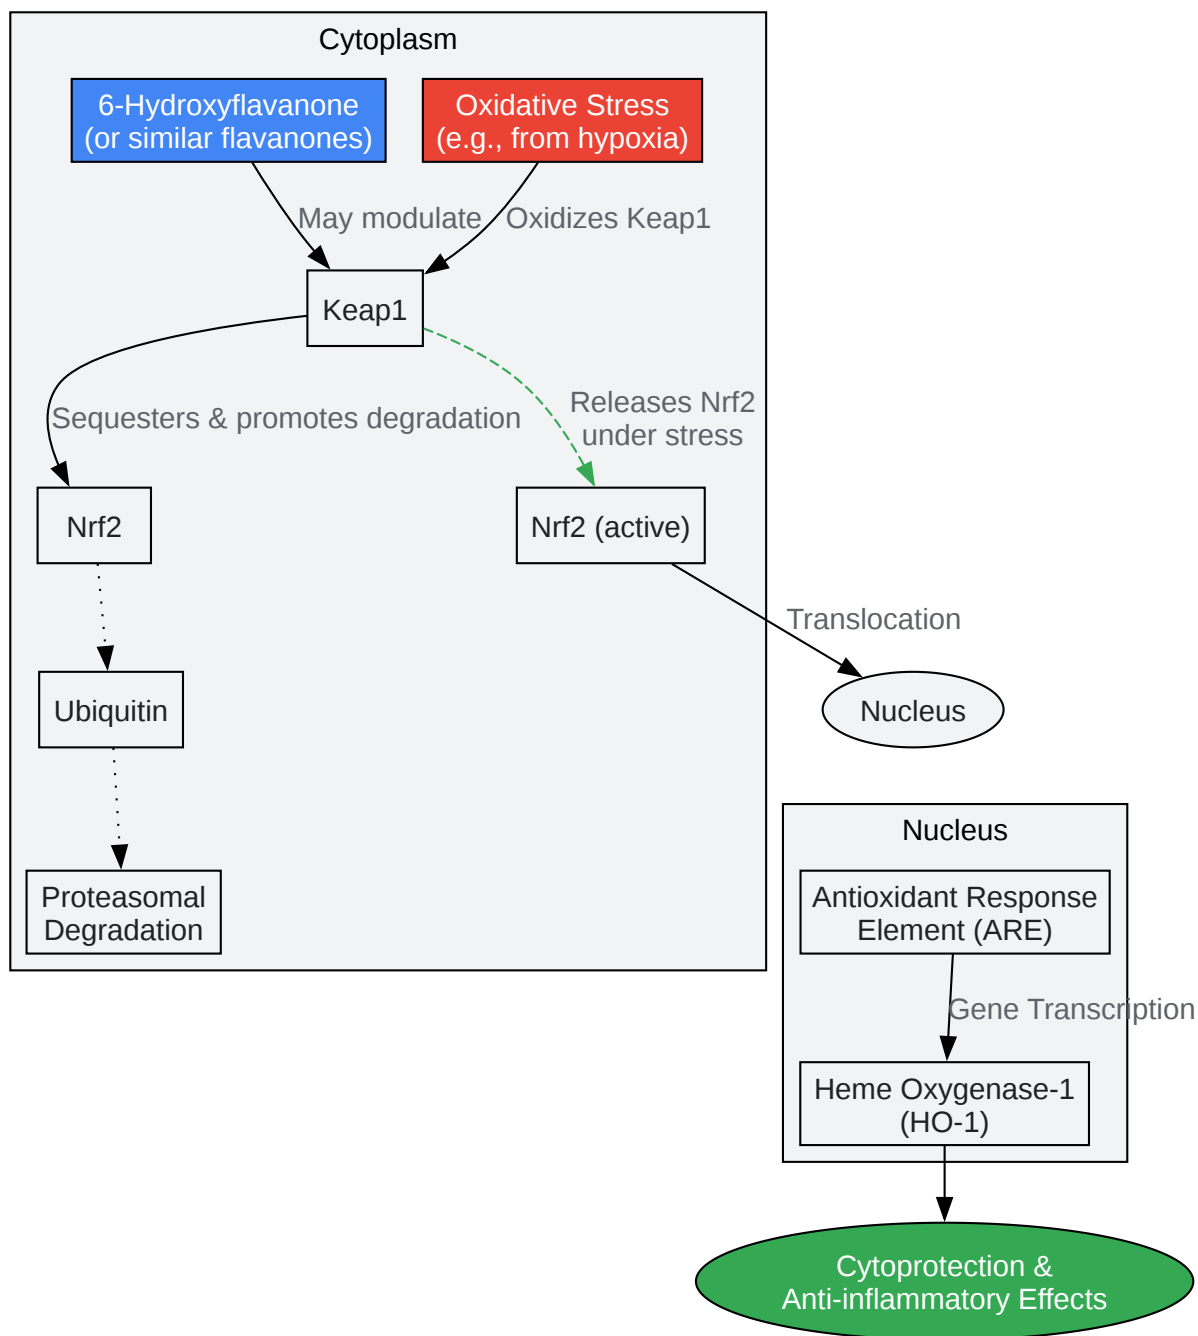 Cytoplasm
6-Hydroxyflavanone
(or similar flavanones)
Oxidative Stress
(e.g., from hypoxia)
May modulate
Oxidizes Keap1
Keap1
Sequesters & promotes degradation
Releases Nrf2
under stress
Nrf2
Nrf2 (active)
Translocation
Ubiquitin
Nucleus
Nucleus
Proteasomal
Degradation
Antioxidant Response
Element (ARE)
Gene Transcription
Heme Oxygenase-1
(HO-1)
Cytoprotection &
Anti-inflammatory Effects